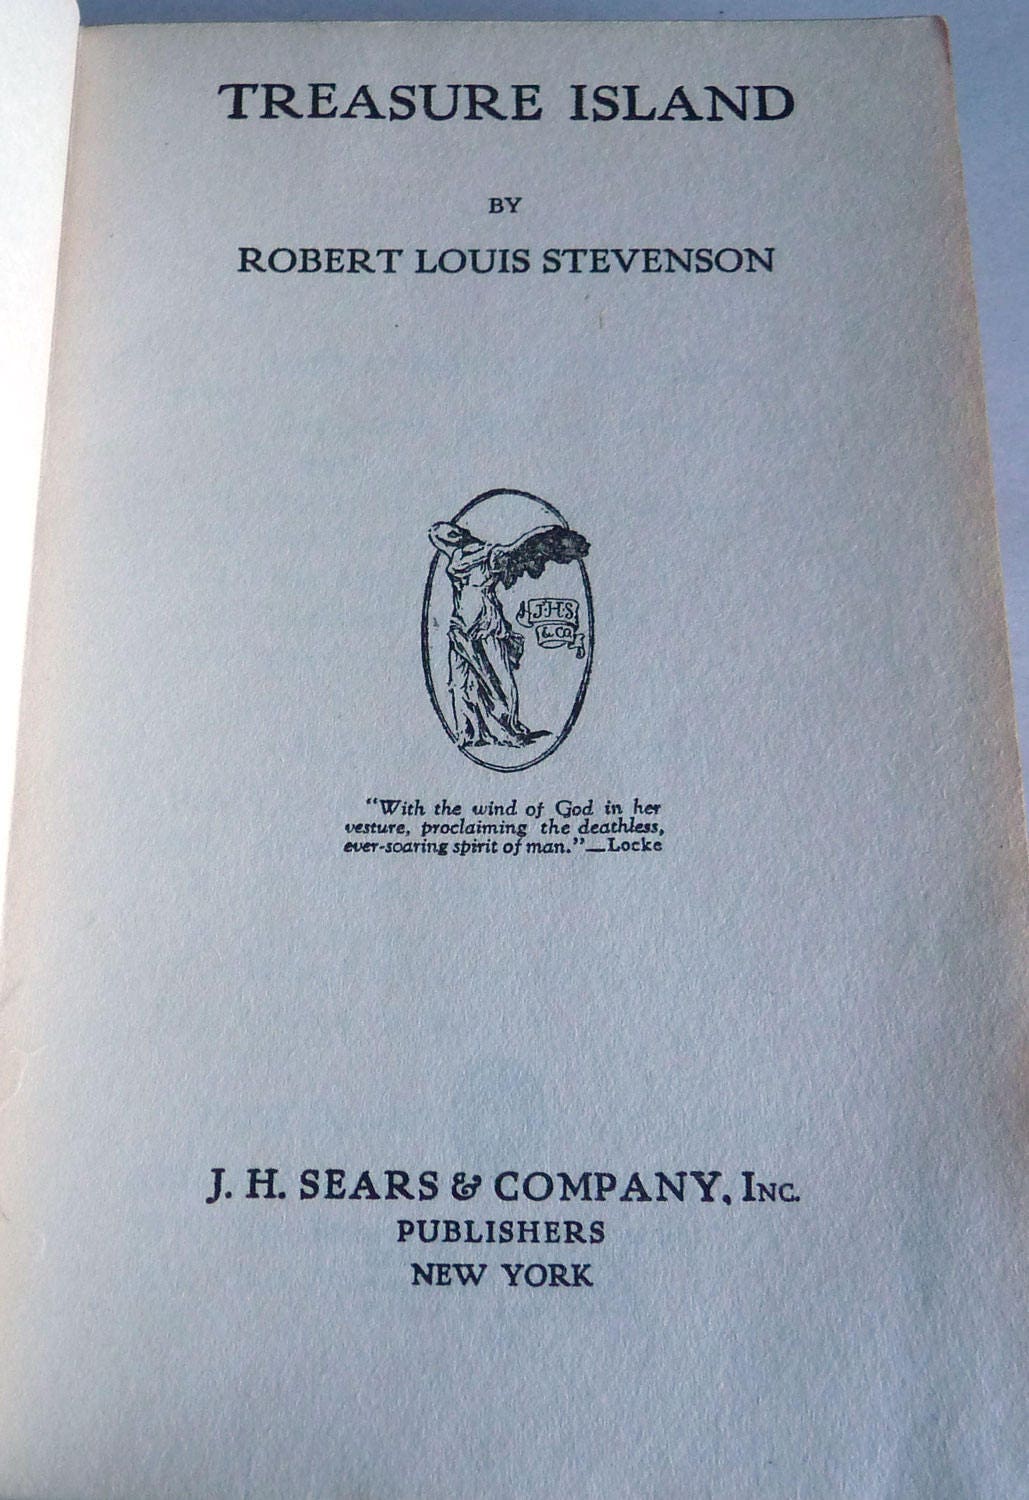 TREASURE ISLAND
BY
ROBERT LOUIS STEVENSON
J.H.S
& CO.
"With the wind of God in her
vesture, proclaiming the deathless,
ever-soaring spirit of man."—Locke
J. H. SEARS & COMPANY, INC.
PUBLISHERS
NEW YORK